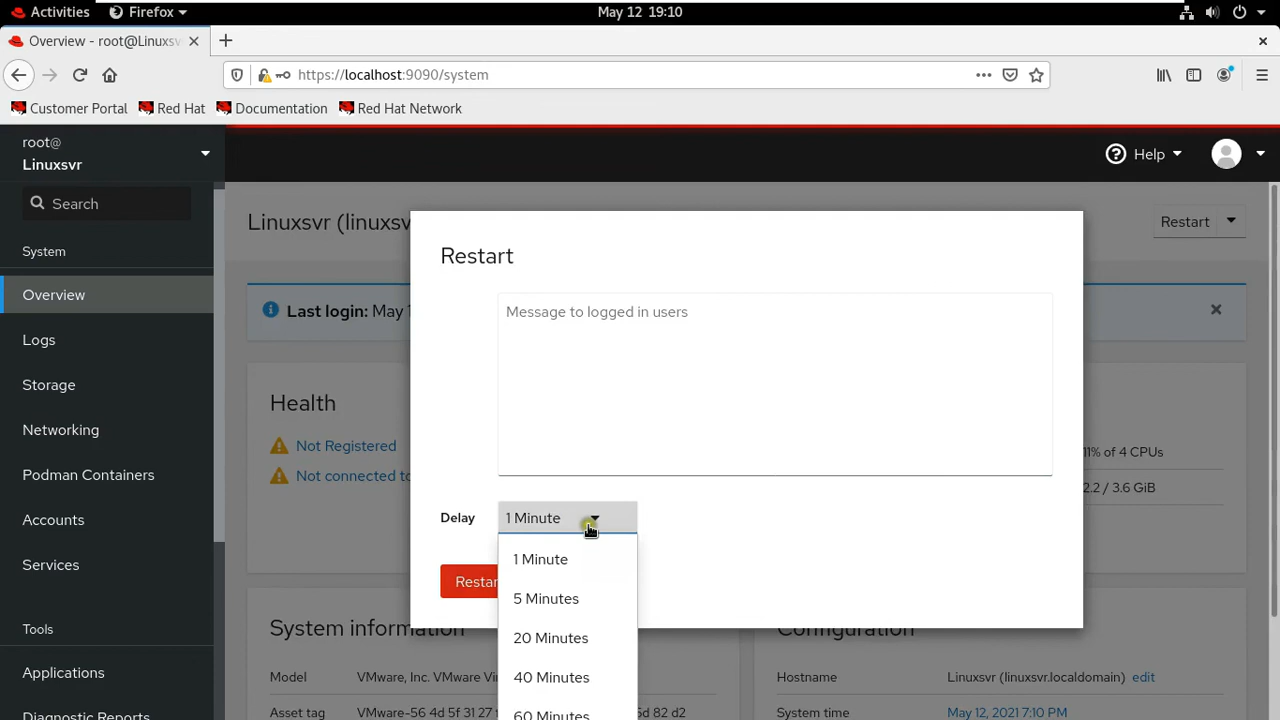 Activities
Firefox
May 12 19:10
Overview - root@Linuxsv
https://localhost:9090/system
Customer Portal
Red Hat
Documentation
Red Hat Network
root@
Linuxsvr
Help
Search
System
Overview
Logs
Storage
Networking
Podman Containers
Accounts
Services
Tools
Applications
Diagnostic Reports
Linuxsvr (linuxsv
Restart
Last login: May 1
Health
Not Registered
Not connected to
Restart
Message to logged in users
Delay
1 Minute
1 Minute
5 Minutes
20 Minutes
40 Minutes
60 Minutes
Restar
11% of 4 CPUs
2.2 / 3.6 GiB
System information
Model
VMware, Inc. VMware Vi
Asset tag
VMware-56 4d 5f 31 27
5d 82 d2
Configuration
Hostname
Linuxsvr (linuxsvr.localdomain) edit
System time
May 12, 2021 7:10 PM